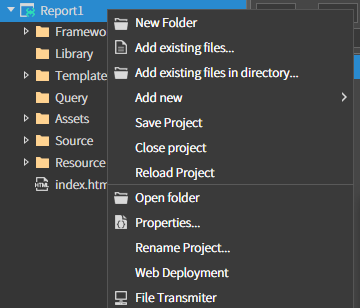 Report1
Framewo
Library
Template
Query
Assets
Source
Resource
index.htm
New Folder
Add existing files...
Add existing files in directory...
Add new
Save Project
Close project
Reload Project
Open folder
Properties...
Rename Project...
Web Deployment
File Transmiter